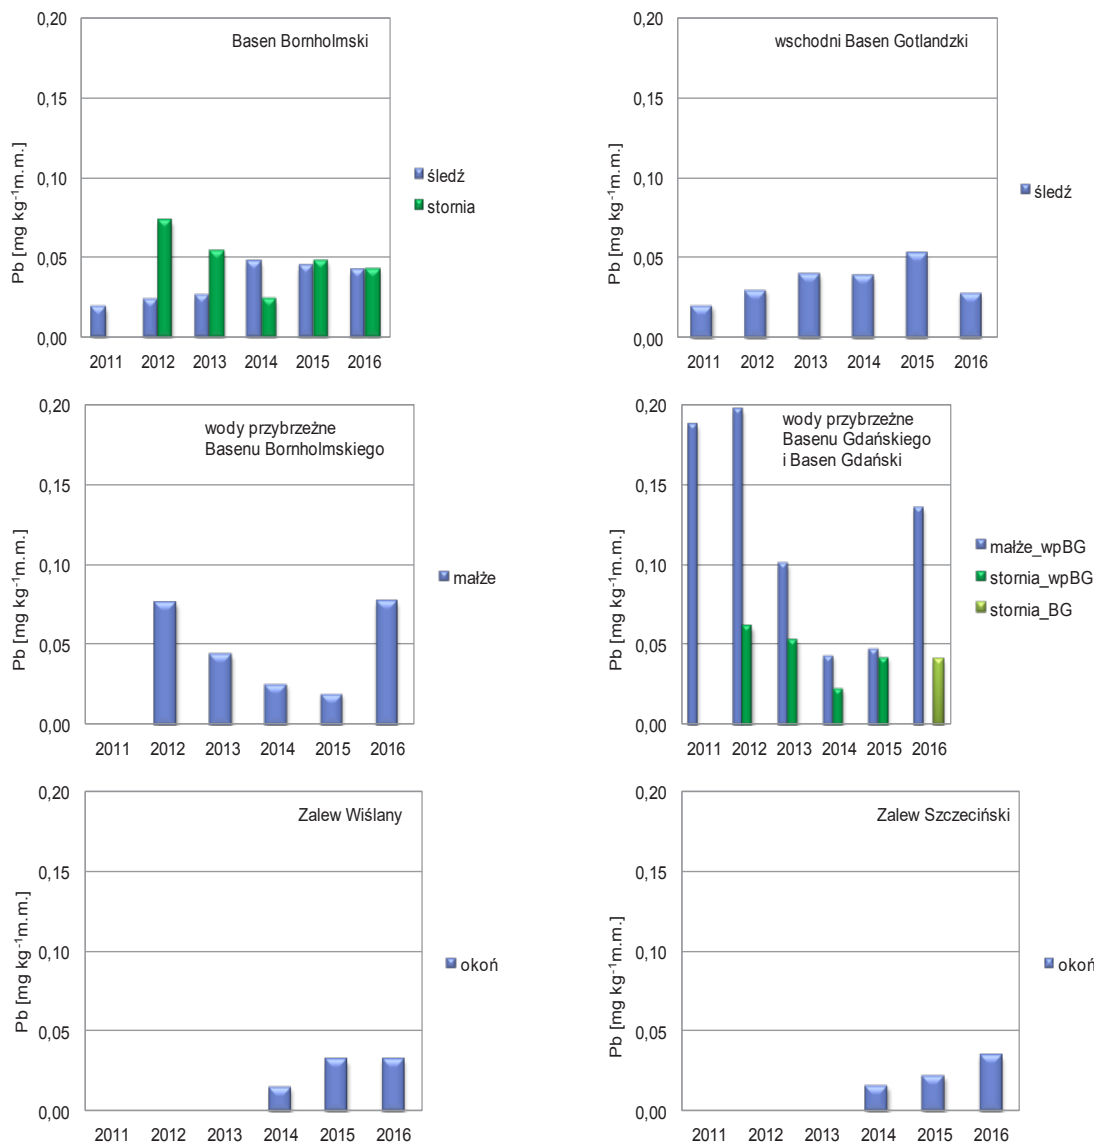 Basen Bornholmski
Pb [mg kg⁻¹m.m.]
0,20
0,15
0,10
0,05
0,00
2011 2012 2013 2014 2015 2016
śledź
stornia
wschodni Basen Gotlandzki
Pb [mg kg⁻¹m.m.]
0,20
0,15
0,10
0,05
0,00
2011 2012 2013 2014 2015 2016
śledź
wody przybrzeżne
Basenu Bornholmskiego
Pb [mg kg⁻¹m.m.]
0,20
0,15
0,10
0,05
0,00
2011 2012 2013 2014 2015 2016
małże
wody przybrzeżne
Basenu Gdańskiego
i Basen Gdański
Pb [mg kg⁻¹m.m.]
0,20
0,15
0,10
0,05
0,00
2011 2012 2013 2014 2015 2016
małże_wpBG
stornia_wpBG
stornia_BG
Zalew Wiślany
Pb [mg kg⁻¹m.m.]
0,20
0,15
0,10
0,05
0,00
2011 2012 2013 2014 2015 2016
okoń
Zalew Szczeciński
Pb [mg kg⁻¹m.m.]
0,20
0,15
0,10
0,05
0,00
2011 2012 2013 2014 2015 2016
okoń